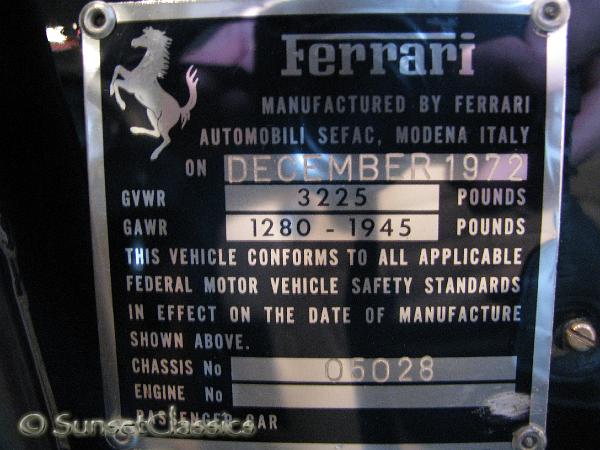 Ferrari
MANUFACTURED BY FERRARI
AUTOMOBILI SEFAC, MODENA ITALY
ON DECEMBER 1972
GVWR 3225 POUNDS
GAWR 1280 - 1945 POUNDS
THIS VEHICLE CONFORMS TO ALL APPLICABLE
FEDERAL MOTOR VEHICLE SAFETY STANDARDS
IN EFFECT ON THE DATE OF MANUFACTURE
SHOWN ABOVE.
CHASSIS No 05028
ENGINE No
PASSENGER CAR
© SunsetClassics